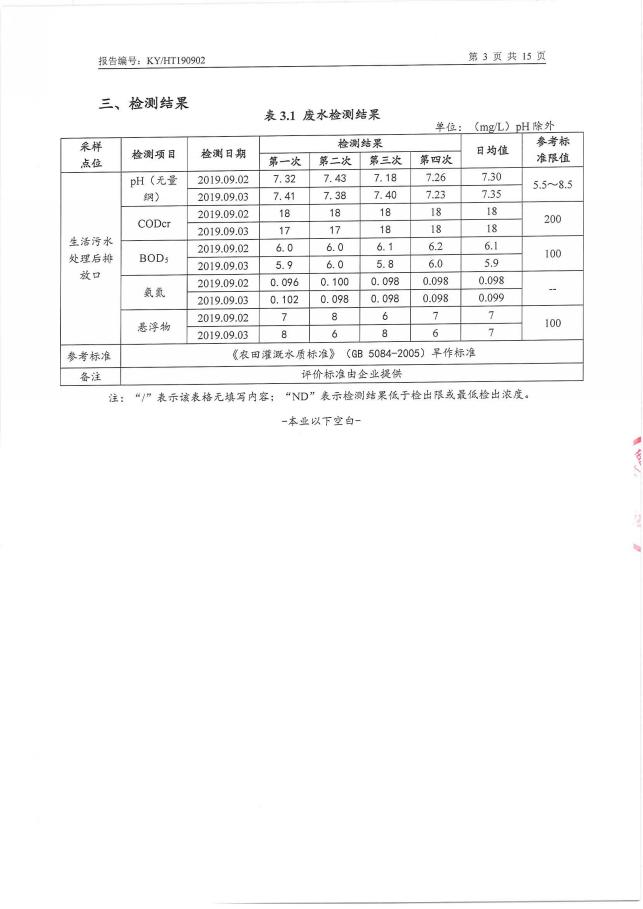 报告编号：KY/HT190902
第 3 页 共 15 页
三、检测结果
表 3.1 废水检测结果
单位：（mg/L）pH 除外
采样点位 检测项目 检测日期 检测结果 日均值 参考标准限值
第一次 第二次 第三次 第四次
生活污水处理后排放口
pH（无量纲） 2019.09.02 7.32 7.43 7.18 7.26 7.30 5.5～8.5
2019.09.03 7.41 7.38 7.40 7.23 7.35
CODcr 2019.09.02 18 18 18 18 18 200
2019.09.03 17 17 18 18 18
BOD₅ 2019.09.02 6.0 6.0 6.1 6.2 6.1 100
2019.09.03 5.9 6.0 5.8 6.0 5.9
氨氮 2019.09.02 0.096 0.100 0.098 0.098 0.098 --
2019.09.03 0.102 0.098 0.098 0.098 0.099
悬浮物 2019.09.02 7 8 6 7 7 100
2019.09.03 8 6 8 6 7
参考标准 《农田灌溉水质标准》（GB 5084-2005）旱作标准
备注 评价标准由企业提供
注：“/”表示该表格无填写内容；“ND”表示检测结果低于检出限或最低检出浓度。
-本业以下空白-